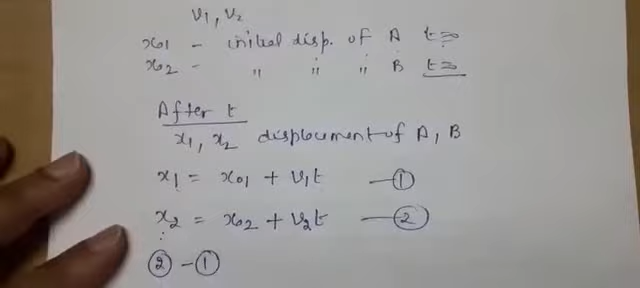 v₁, v₂
x₀₁ - initial disp. of A t=0
x₀₂ - " " " B t=0
After t
x₁, x₂ displacement of A, B
x₁ = x₀₁ + v₁t —①
x₂ = x₀₂ + v₂t —②
② - ①